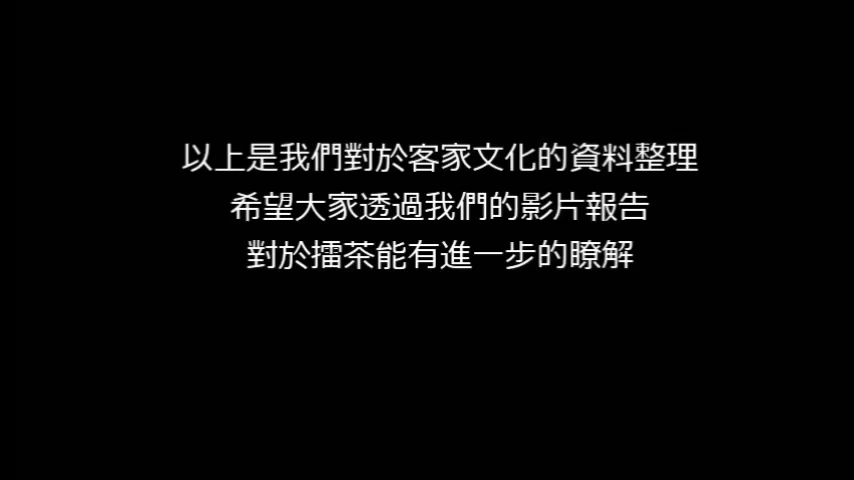 以上是我們對於客家文化的資料整理
希望大家透過我們的影片報告
對於擂茶能有進一步的瞭解